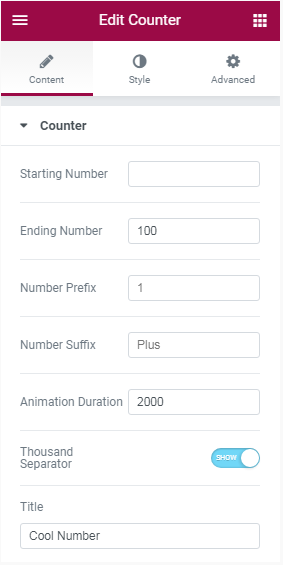 Edit Counter
Content Style Advanced
Counter
Starting Number
Ending Number 100
Number Prefix 1
Number Suffix Plus
Animation Duration 2000
Thousand
Separator SHOW
Title
Cool Number